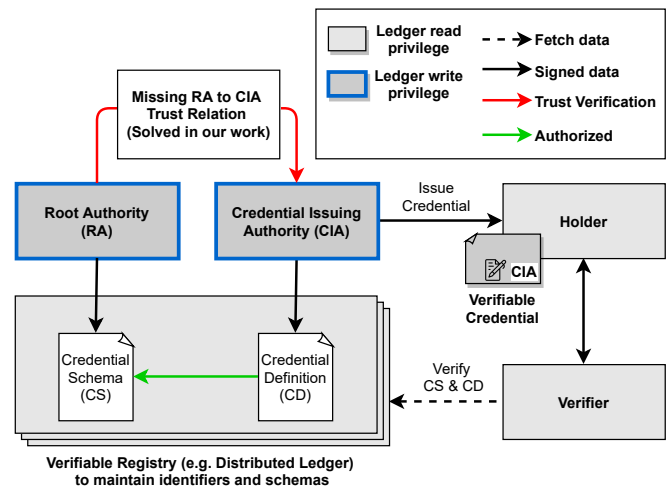 Ledger read
privilege
Ledger write
privilege
Fetch data
Signed data
Trust Verification
Authorized
Missing RA to CIA
Trust Relation
(Solved in our work)
Root Authority
(RA)
Credential Issuing
Authority (CIA)
Issue
Credential
Holder
CIA
Verifiable
Credential
Credential
Schema
(CS)
Credential
Definition
(CD)
Verify
CS & CD
Verifier
Verifiable Registry (e.g. Distributed Ledger)
to maintain identifiers and schemas